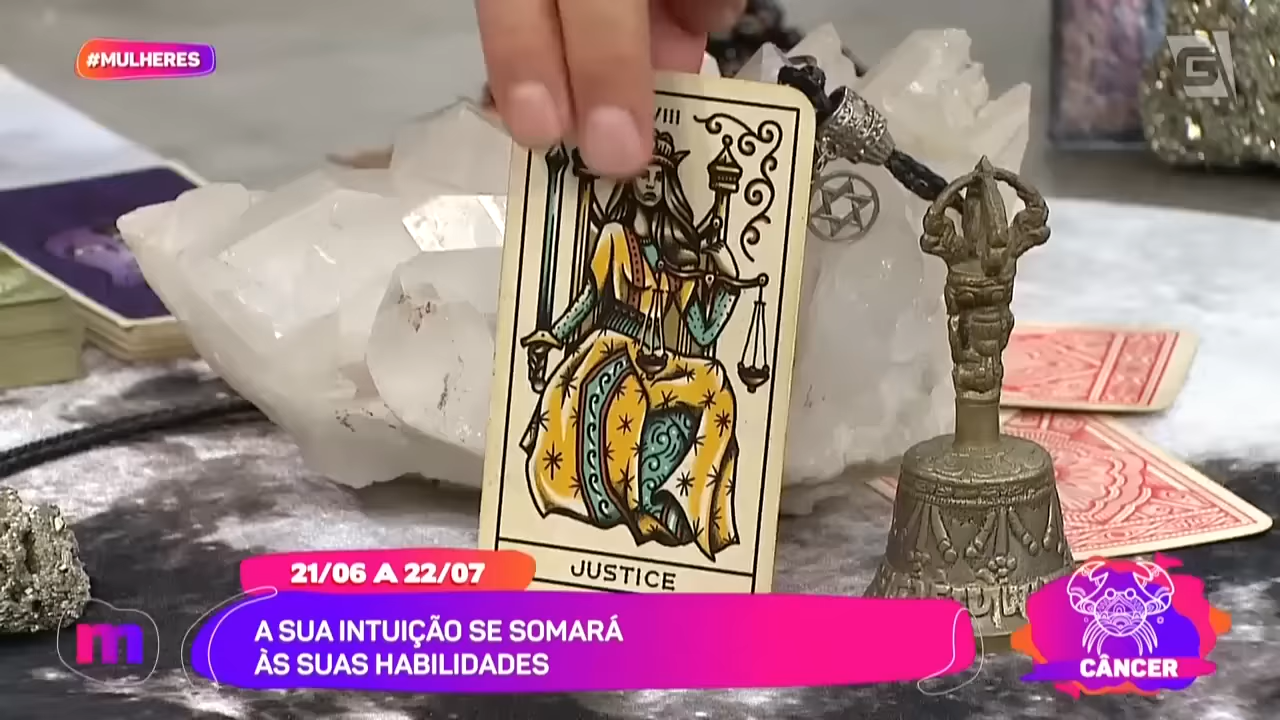 #MULHERES
G
VIII
JUSTICE
21/06 A 22/07
A SUA INTUIÇÃO SE SOMARÁ
ÀS SUAS HABILIDADES
m
CÂNCER